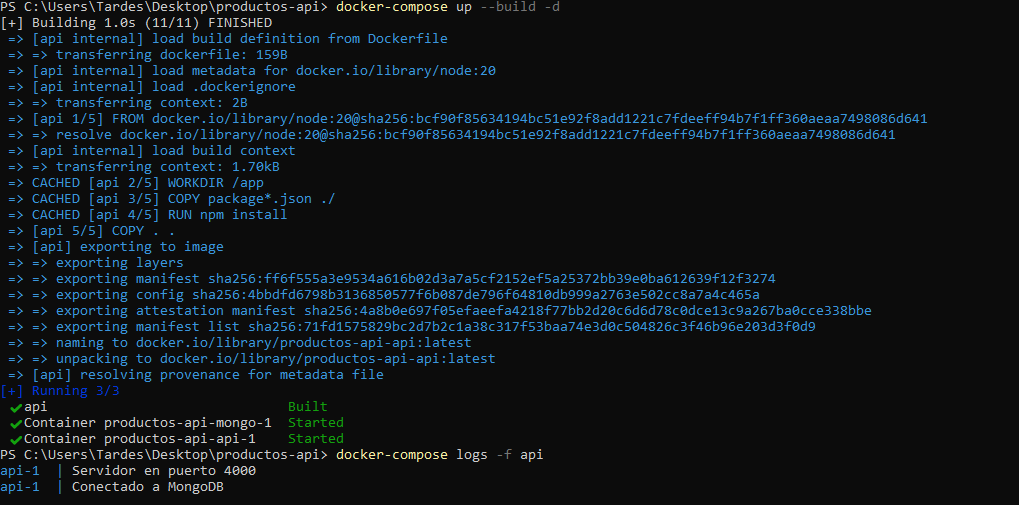 PS C:\Users\Tardes\Desktop\productos-api> docker-compose up --build -d
[+] Building 1.0s (11/11) FINISHED
=> [api internal] load build definition from Dockerfile
=> => transferring dockerfile: 159B
=> [api internal] load metadata for docker.io/library/node:20
=> [api internal] load .dockerignore
=> => transferring context: 2B
=> [api 1/5] FROM docker.io/library/node:20@sha256:bcf90f85634194bc51e92f8add1221c7fdeeff94b7f1ff360aeaa7498086d641
=> => resolve docker.io/library/node:20@sha256:bcf90f85634194bc51e92f8add1221c7fdeeff94b7f1ff360aeaa7498086d641
=> [api internal] load build context
=> => transferring context: 1.70kB
=> CACHED [api 2/5] WORKDIR /app
=> CACHED [api 3/5] COPY package*.json ./
=> CACHED [api 4/5] RUN npm install
=> [api 5/5] COPY . .
=> [api] exporting to image
=> => exporting layers
=> => exporting manifest sha256:ff6f555a3e9534a616b02d3a7a5cf2152ef5a25372bb39e0ba612639f12f3274
=> => exporting config sha256:4bbdfd6798b3136850577f6b087de796f64810db999a2763e502cc8a7a4c465a
=> => exporting attestation manifest sha256:4a8b0e697f05efaeefa4218f77bb2d20c6d6d78c0dce13c9a267ba0cce338bbe
=> => exporting manifest list sha256:71fd1575829bc2d7b2c1a38c317f53baa74e3d0c504826c3f46b96e203d3f0d9
=> => naming to docker.io/library/productos-api-api:latest
=> => unpacking to docker.io/library/productos-api-api:latest
=> [api] resolving provenance for metadata file
[+] Running 3/3
✔api Built
✔Container productos-api-mongo-1 Started
✔Container productos-api-api-1 Started
PS C:\Users\Tardes\Desktop\productos-api> docker-compose logs -f api
api-1 | Servidor en puerto 4000
api-1 | Conectado a MongoDB